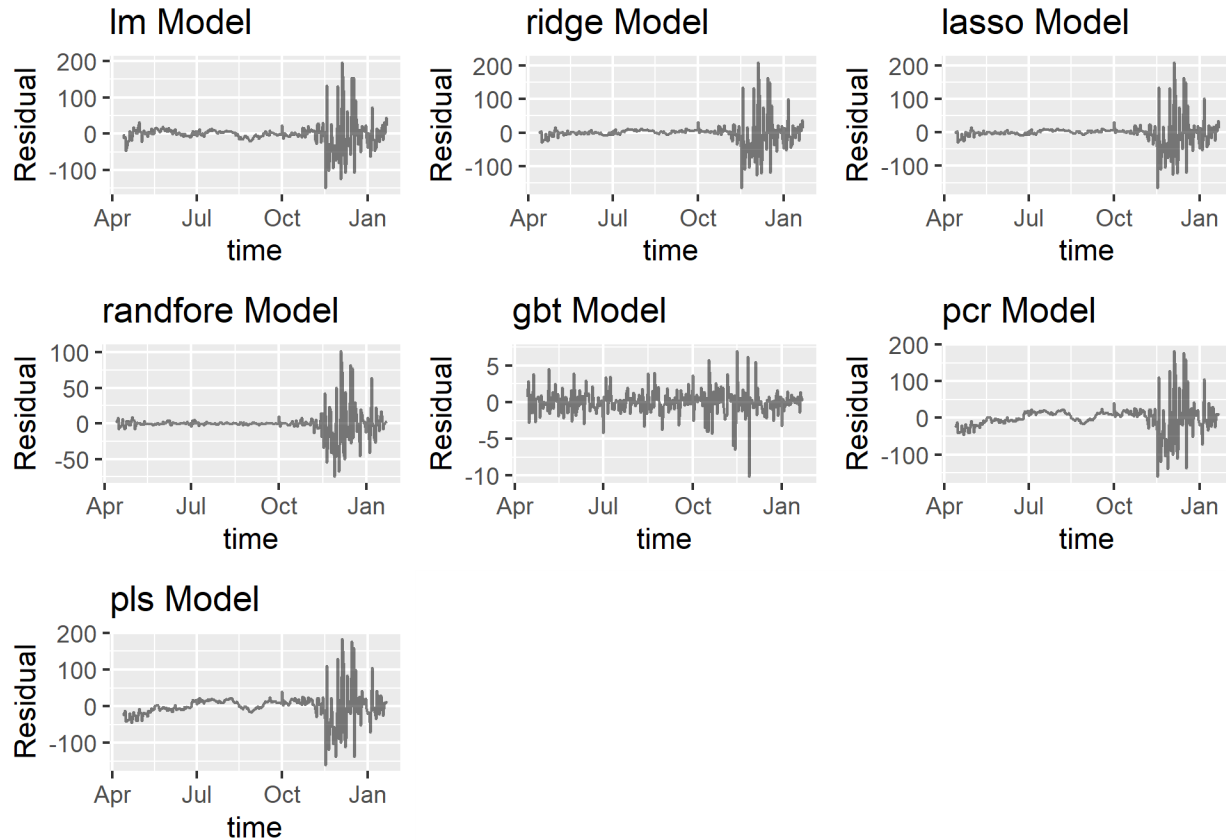 lm Model
ridge Model
lasso Model
Residual
200
100
0
-100
Apr
Jul
Oct
Jan
time
Residual
200
100
0
-100
Apr
Jul
Oct
Jan
time
Residual
200
100
0
-100
Apr
Jul
Oct
Jan
time
randfore Model
gbt Model
pcr Model
Residual
100
50
0
-50
Apr
Jul
Oct
Jan
time
Residual
5
0
-5
-10
Apr
Jul
Oct
Jan
time
Residual
200
100
0
-100
Apr
Jul
Oct
Jan
time
pls Model
Residual
200
100
0
-100
Apr
Jul
Oct
Jan
time